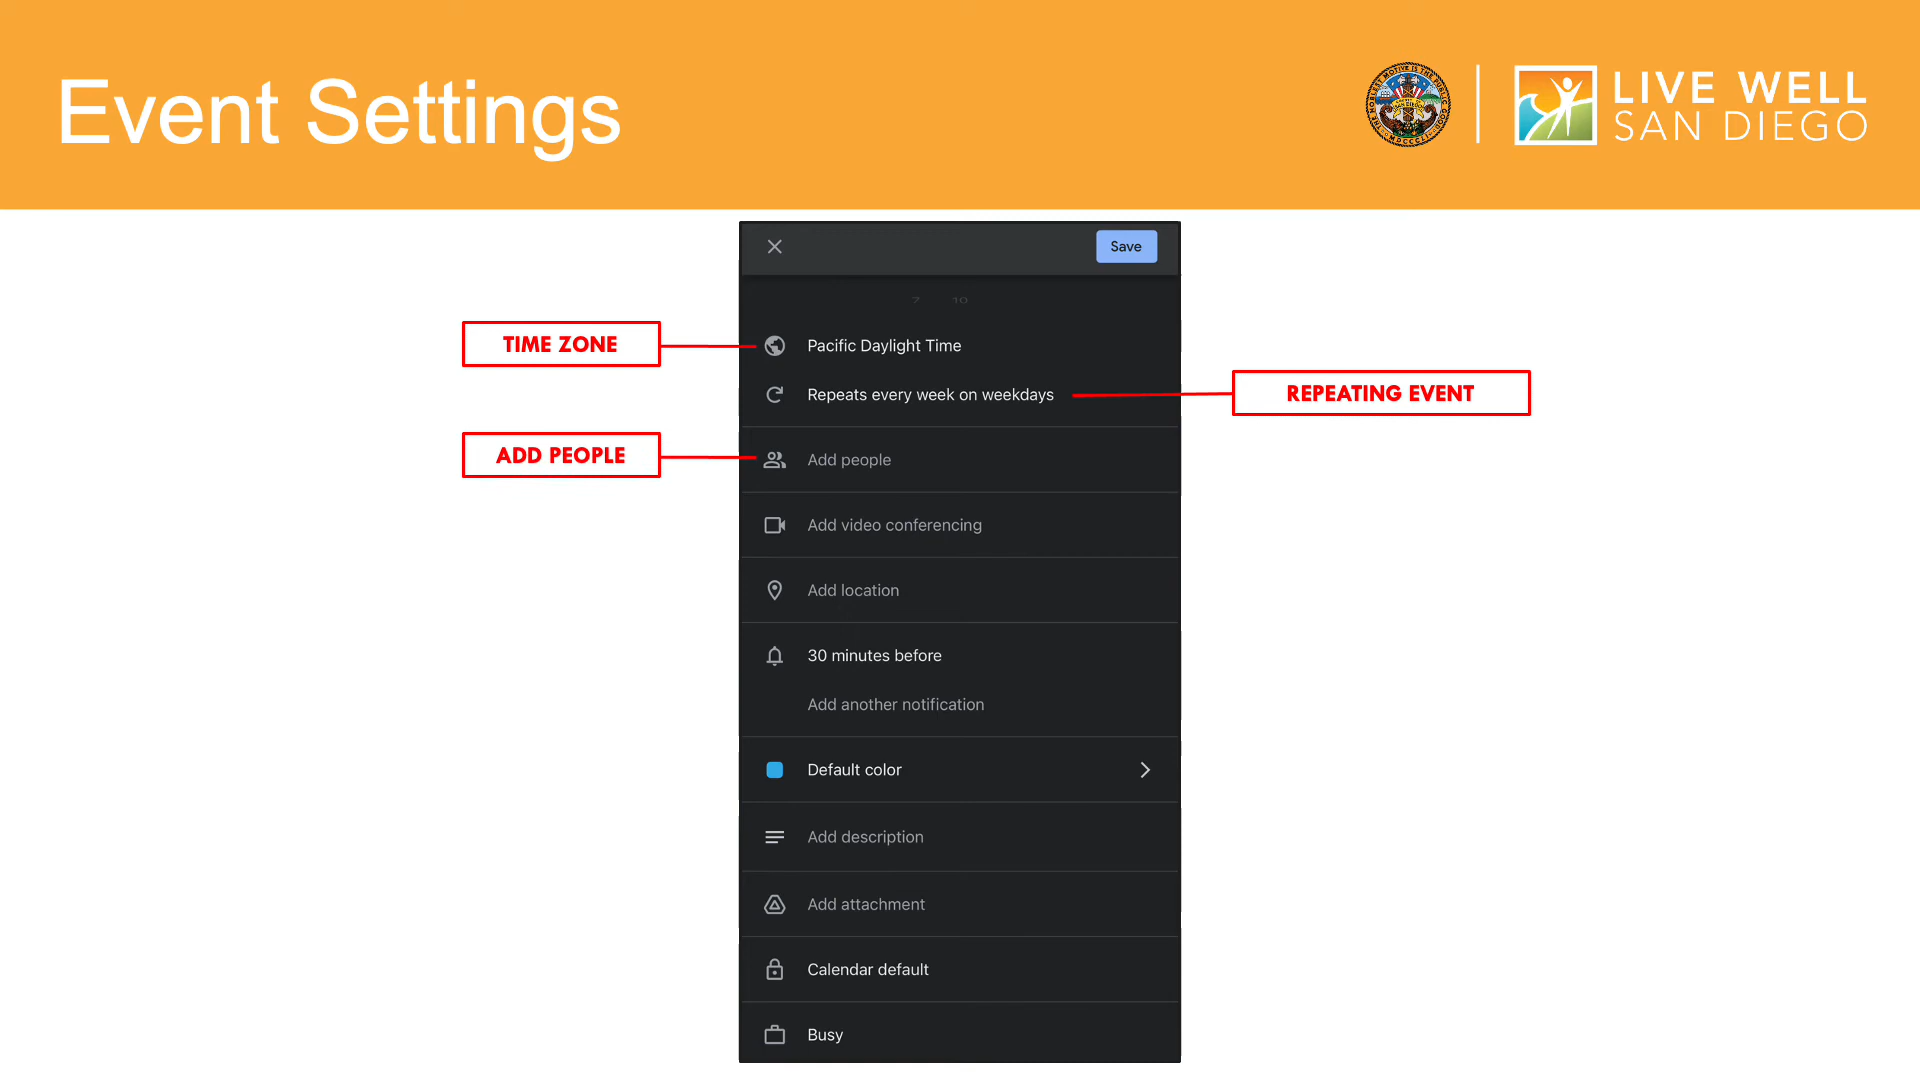 Event Settings
LIVE WELL
SAN DIEGO
Save
TIME ZONE
Pacific Daylight Time
Repeats every week on weekdays
REPEATING EVENT
ADD PEOPLE
Add people
Add video conferencing
Add location
30 minutes before
Add another notification
Default color
Add description
Add attachment
Calendar default
Busy